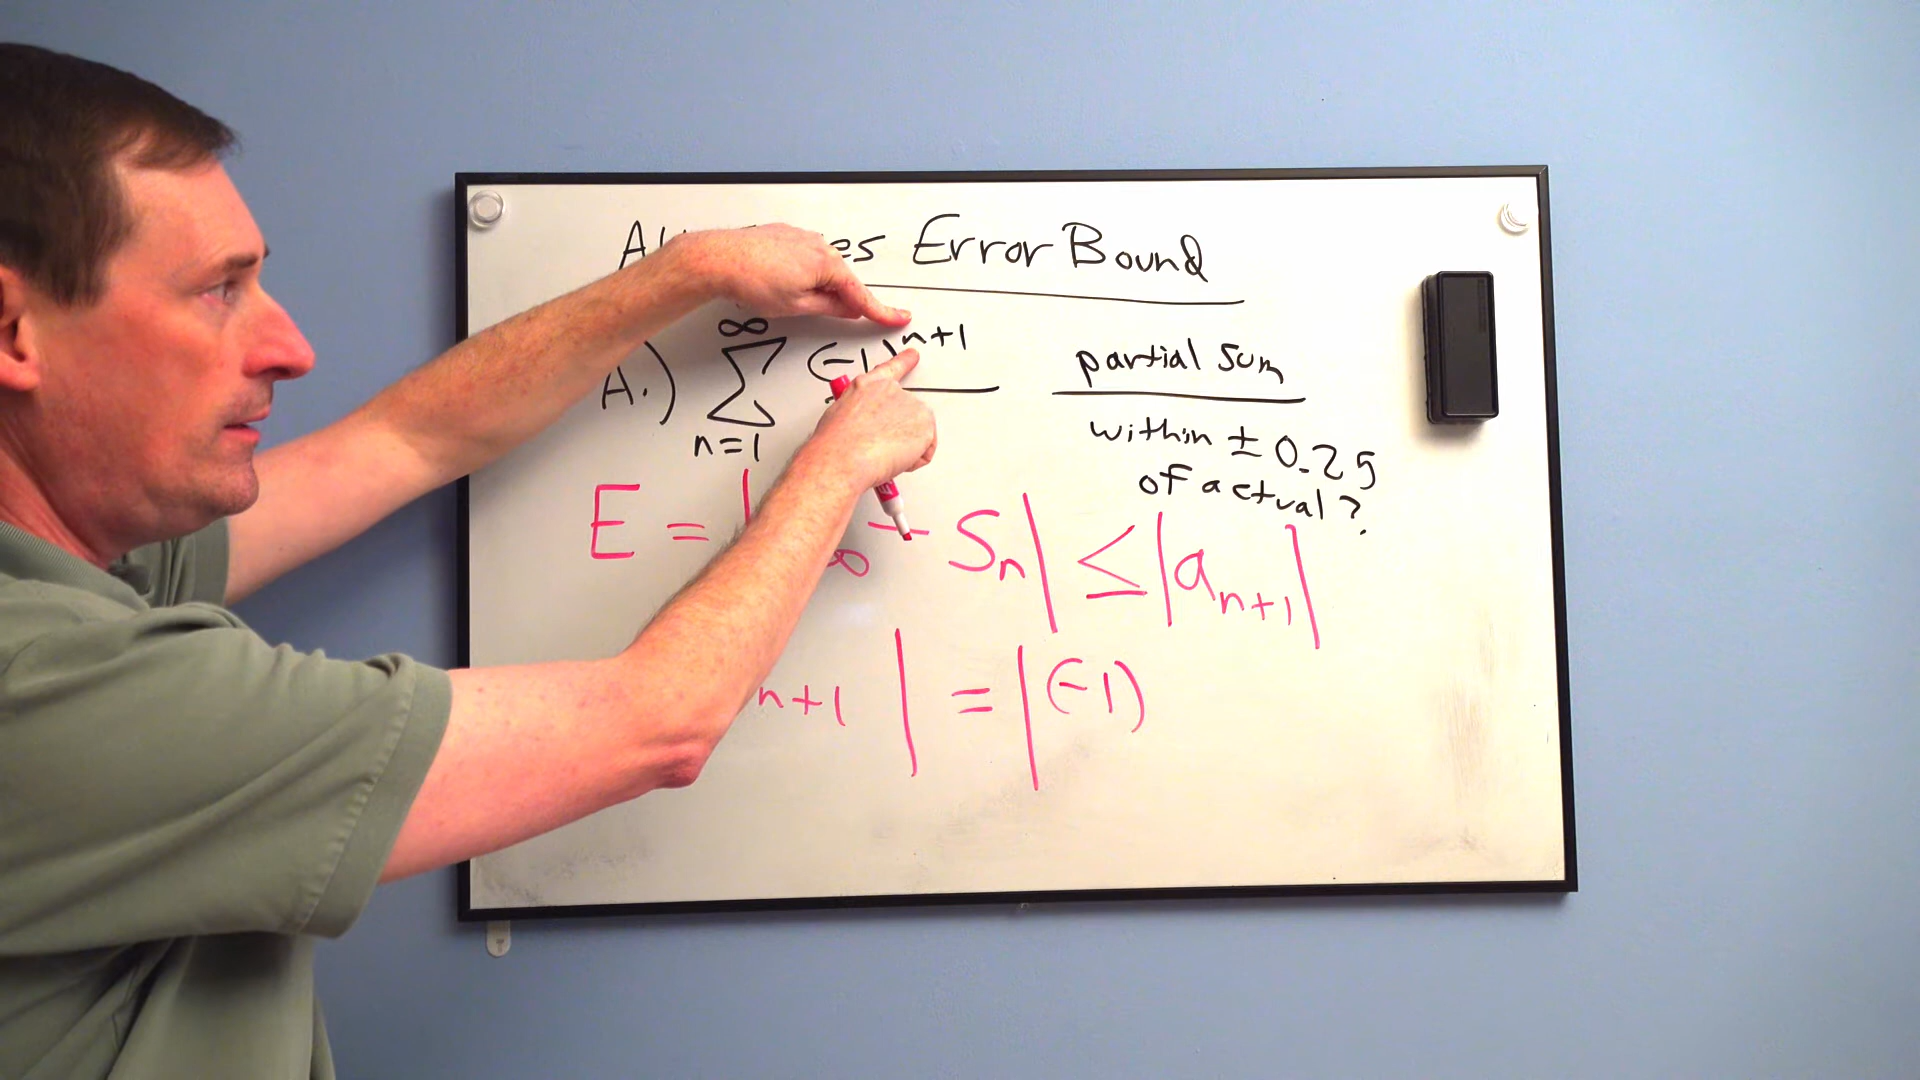 Error Bound
A.) ∑ n=1 ∞ (-1)^n+1
partial sum
within ± 0.25
of actual?
E = | ∞ - Sn | ≤ |an+1|
n+1 | = |(-1)